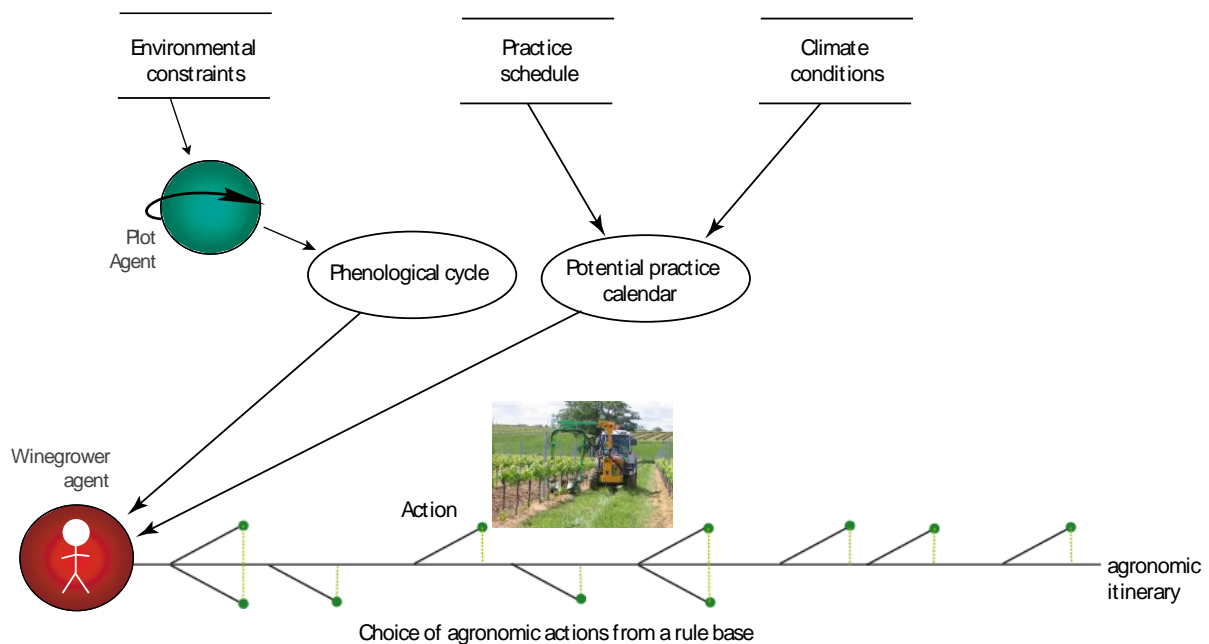 Environmental
constraints
Practice
schedule
Climate
conditions
Plot
Agent
Phenological cycle
Potential practice
calendar
Winegrower
agent
Action
agronomic
itinerary
Choice of agronomic actions from a rule base